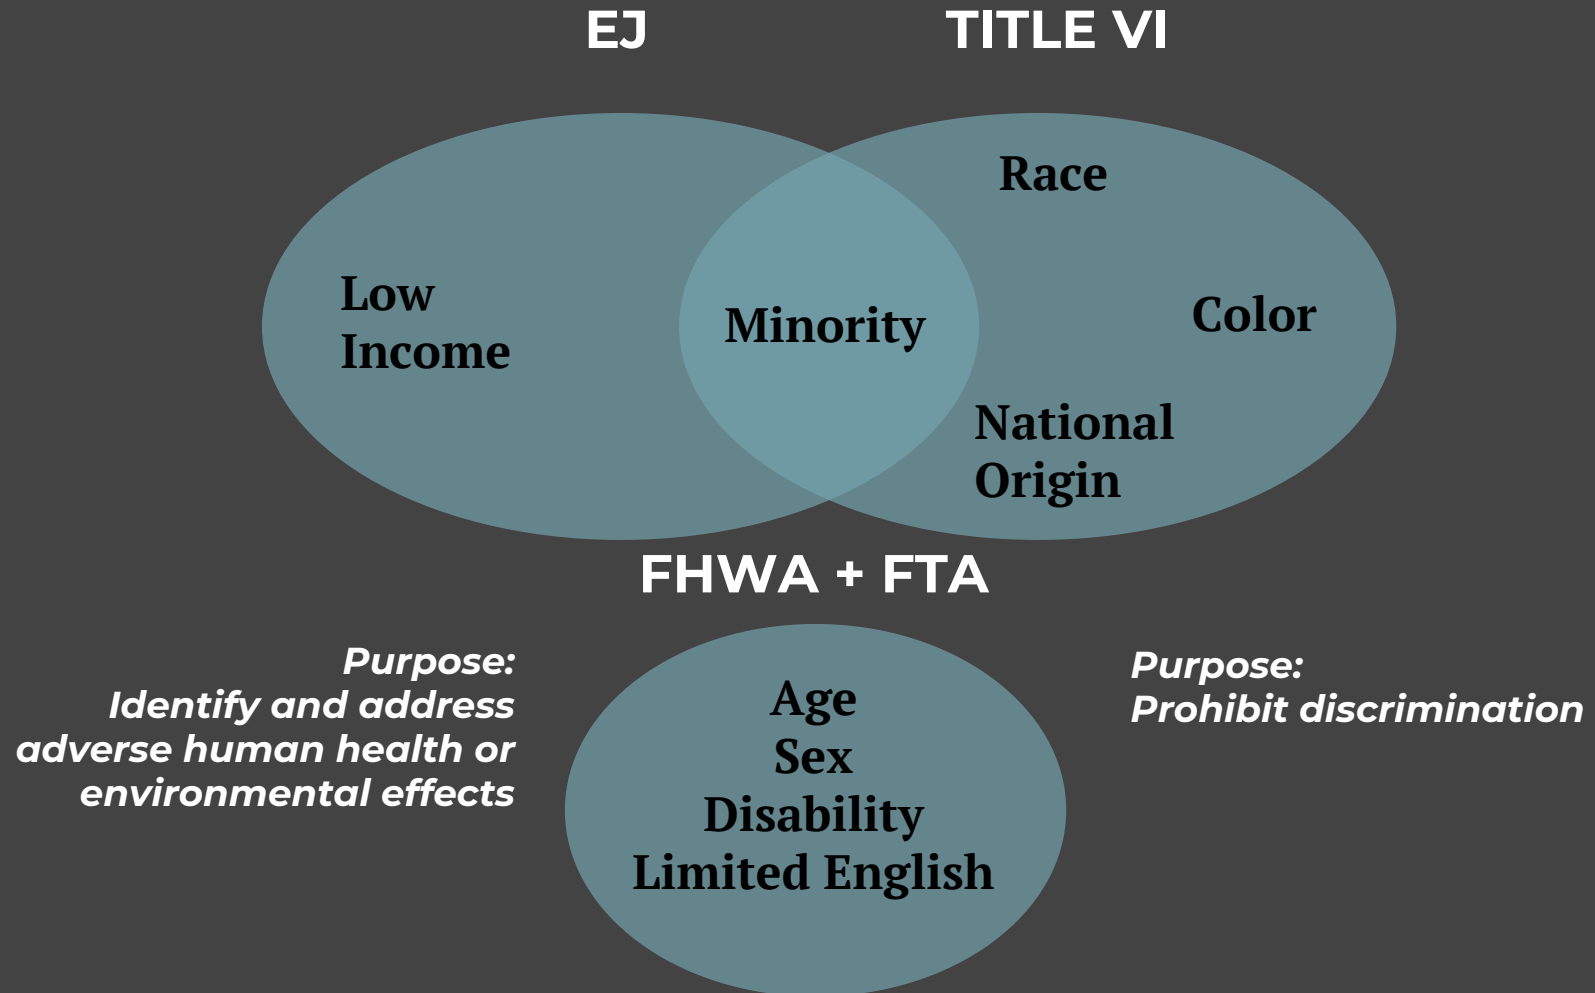 EJ
TITLE VI
Low
Income
Minority
Race
Color
National
Origin
FHWA + FTA
Purpose:
Identify and address
adverse human health or
environmental effects
Age
Sex
Disability
Limited English
Purpose:
Prohibit discrimination